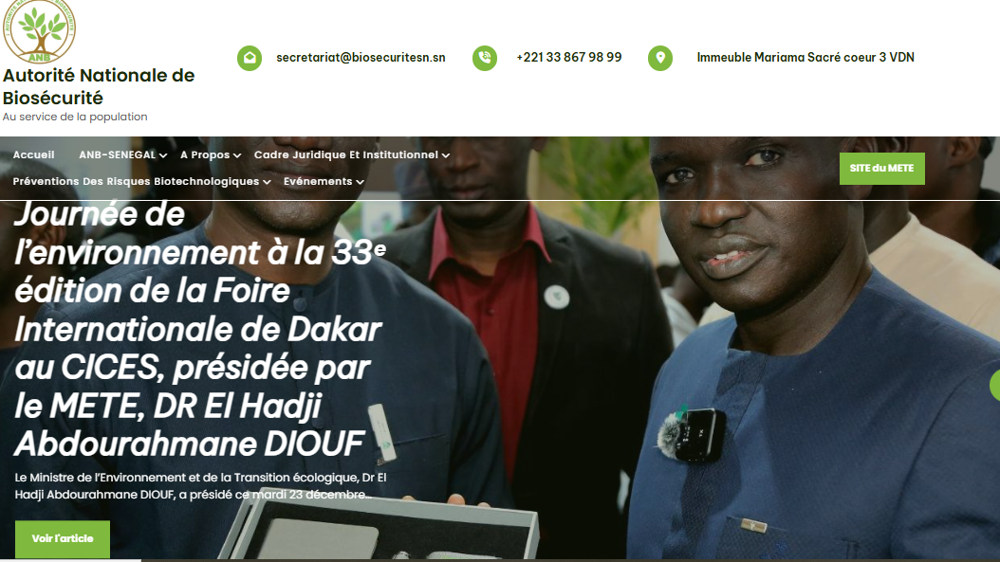 ANB
Autorité Nationale de
Biosécurité
Au service de la population
secretariat@biosecuritesn.sn
+221 33 867 98 99
Immeuble Mariama Sacré coeur 3 VDN
Accueil
ANB-SENEGAL
A Propos
Cadre Juridique Et Institutionnel
SITE du METE
Préventions Des Risques Biotechnologiques
Evénements
Journée de
l’environnement à la 33ᵉ
édition de la Foire
Internationale de Dakar
au CICES, présidée par
le METE, DR El Hadji
Abdourahmane DIOUF
Le Ministre de l’Environnement et de la Transition écologique, Dr El
Hadji Abdourahmane DIOUF, a présidé ce mardi 23 décembre...
Voir l'article